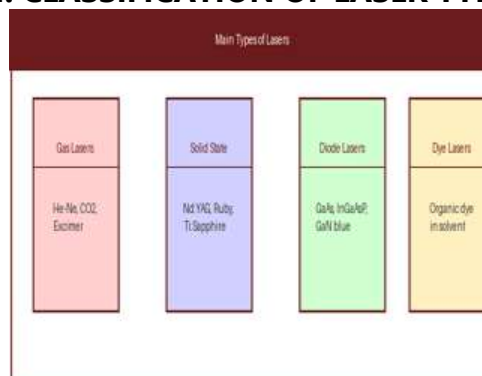 CLASSIFICATION OF LASER
Main Types of Lasers
Gas Lasers
He-Ne, CO2,
Excimer
Solid State
Nd:YAG, Ruby,
Ti:Sapphire
Diode Lasers
GaAs, InGaAsP,
GaN blue
Dye Lasers
Organic dye
in solvent